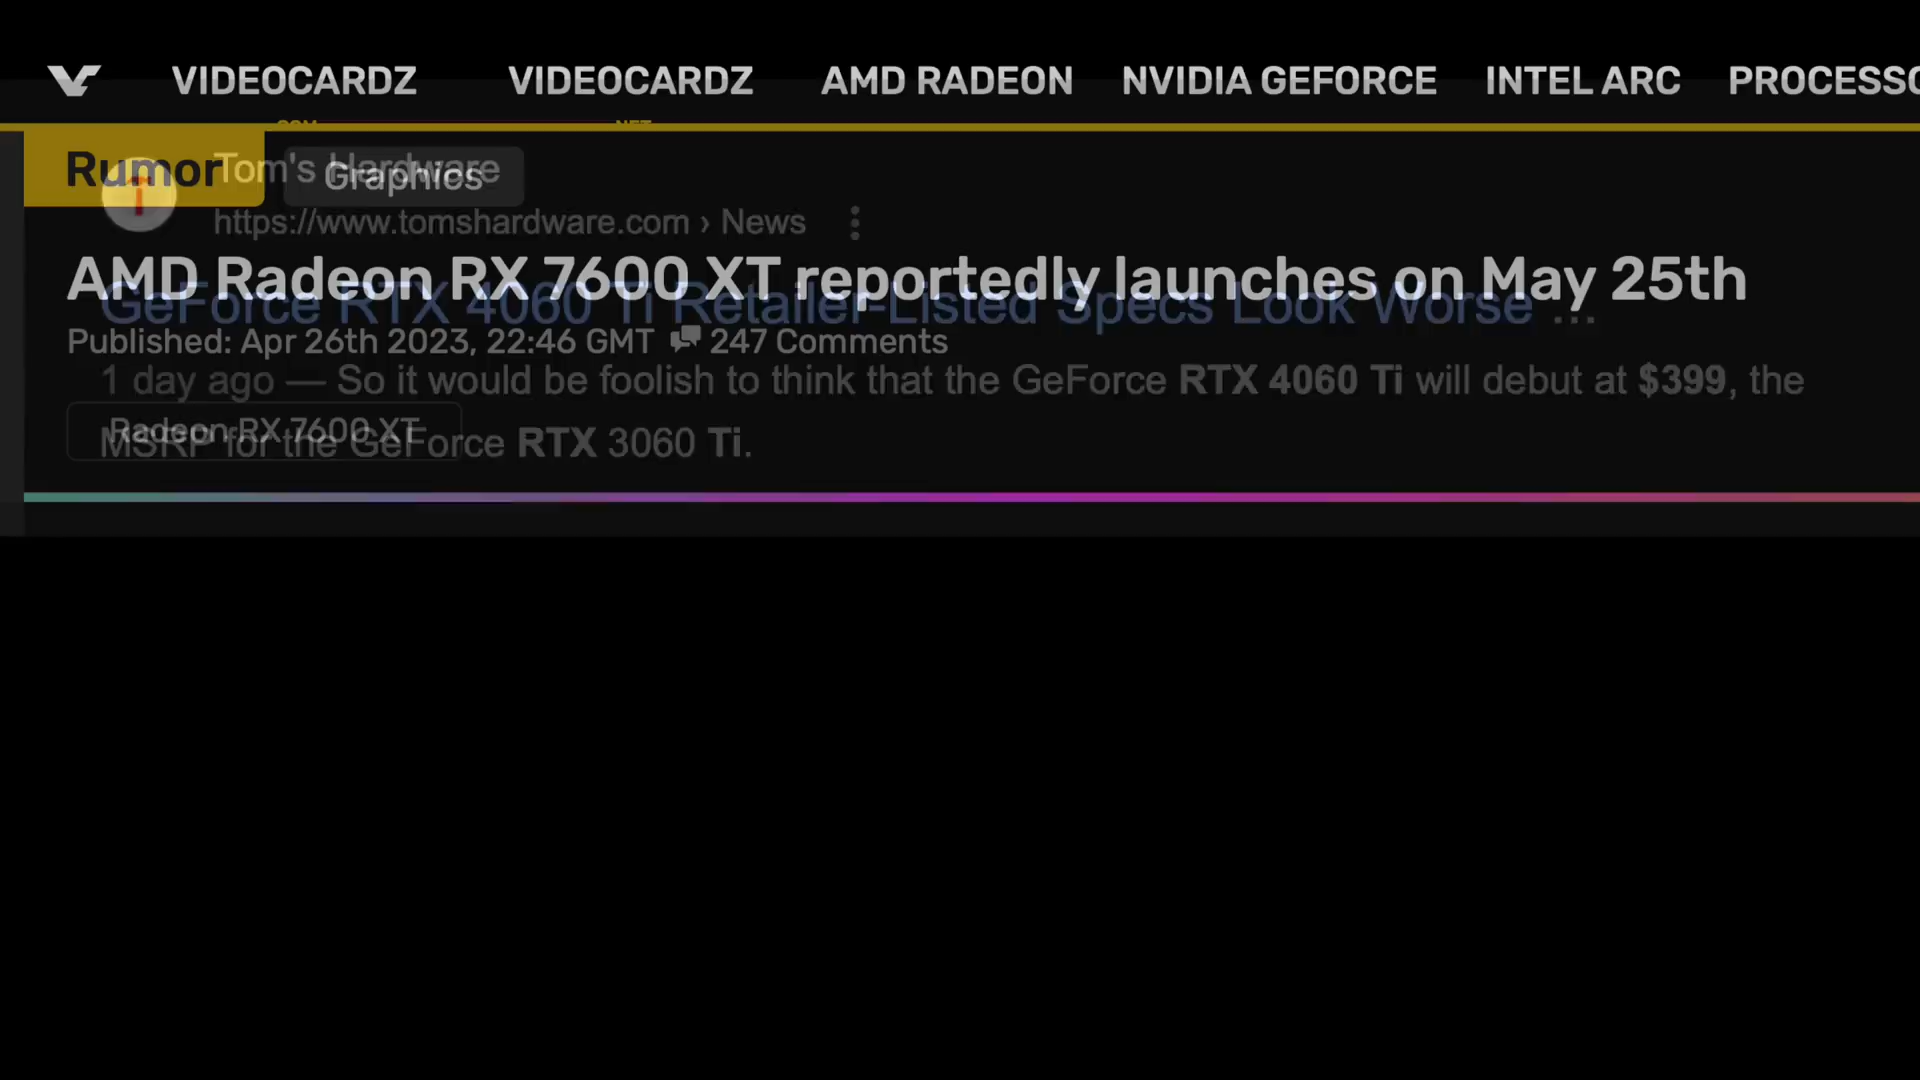 VIDEOCARDZ VIDEOCARDZ AMD RADEON NVIDIA GEFORCE INTEL ARC PROCESSO
COM NET
Rumor Graphics
Tom's Hardware
https://www.tomshardware.com › News
AMD Radeon RX 7600 XT reportedly launches on May 25th
GeForce RTX 4060 Ti Retailer-Listed Specs Look Worse ...
Published: Apr 26th 2023, 22:46 GMT 247 Comments
1 day ago — So it would be foolish to think that the GeForce RTX 4060 Ti will debut at $399, the
Radeon RX 7600 XT
MSRP for the GeForce RTX 3060 Ti.